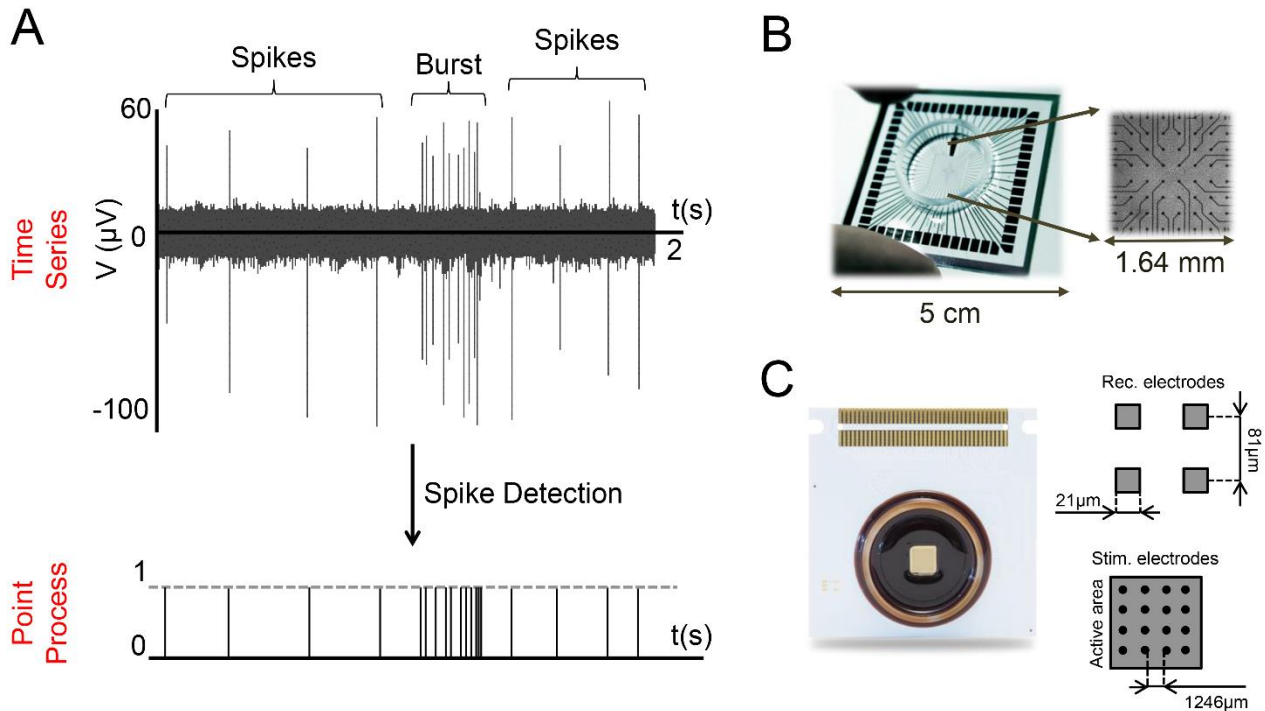 A
Spikes
Burst
Spikes
60
0
-100
V (µV)
t(s)
2
Time
Series
Spike Detection
Point
Process
1
0
t(s)
B
5 cm
1.64 mm
C
Rec. electrodes
81µm
21µm
Stim. electrodes
Active area
1246µm